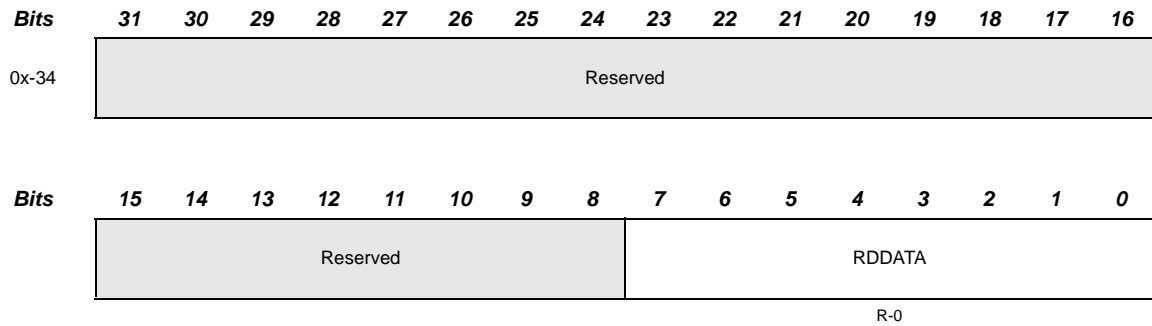 Bits 31 30 29 28 27 26 25 24 23 22 21 20 19 18 17 16
0x-34 Reserved
Bits 15 14 13 12 11 10 9 8 7 6 5 4 3 2 1 0
Reserved RDDATA
R-0